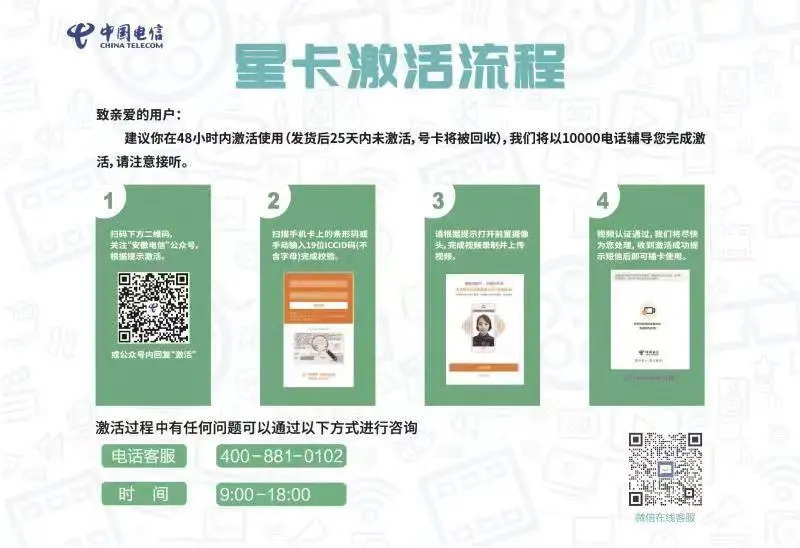 中国电信
CHINA TELECOM
星卡激活流程
致亲爱的用户：
建议你在48小时内激活使用（发货后25天内未激活，号卡将被回收），我们将以10000电话辅导您完成激
活，请注意接听。
1
扫码下方二维码，
关注“安徽电信”公众号，
根据提示激活。
或公众号内回复“激活”
2
扫描手机卡上的条形码或
手动输入19位ICCID码(不
含字母)完成校验。
3
请根据提示打开前置摄像
头，完成视频录制并上传
视频。
4
视频认证通过，我们将尽快
为您处理，收到激活成功提
示短信后即可插卡使用。
中国电信
激活过程中有任何问题可以通过以下方式进行咨询
电话客服
400-881-0102
时 间
9:00-18:00
微信在线客服